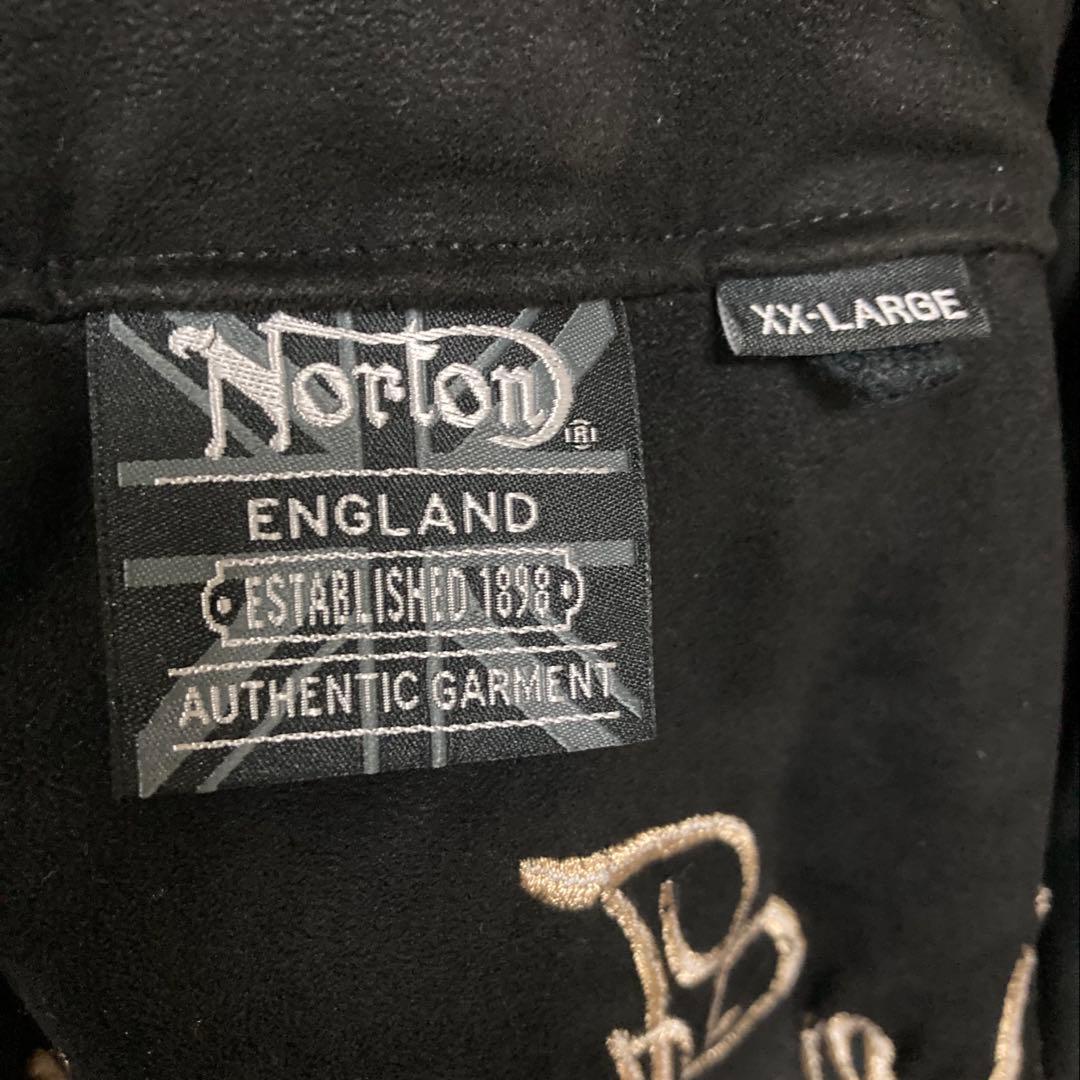 Norton®
XX-LARGE
ENGLAND
ESTABLISHED 1898
AUTHENTIC GARMENT
B